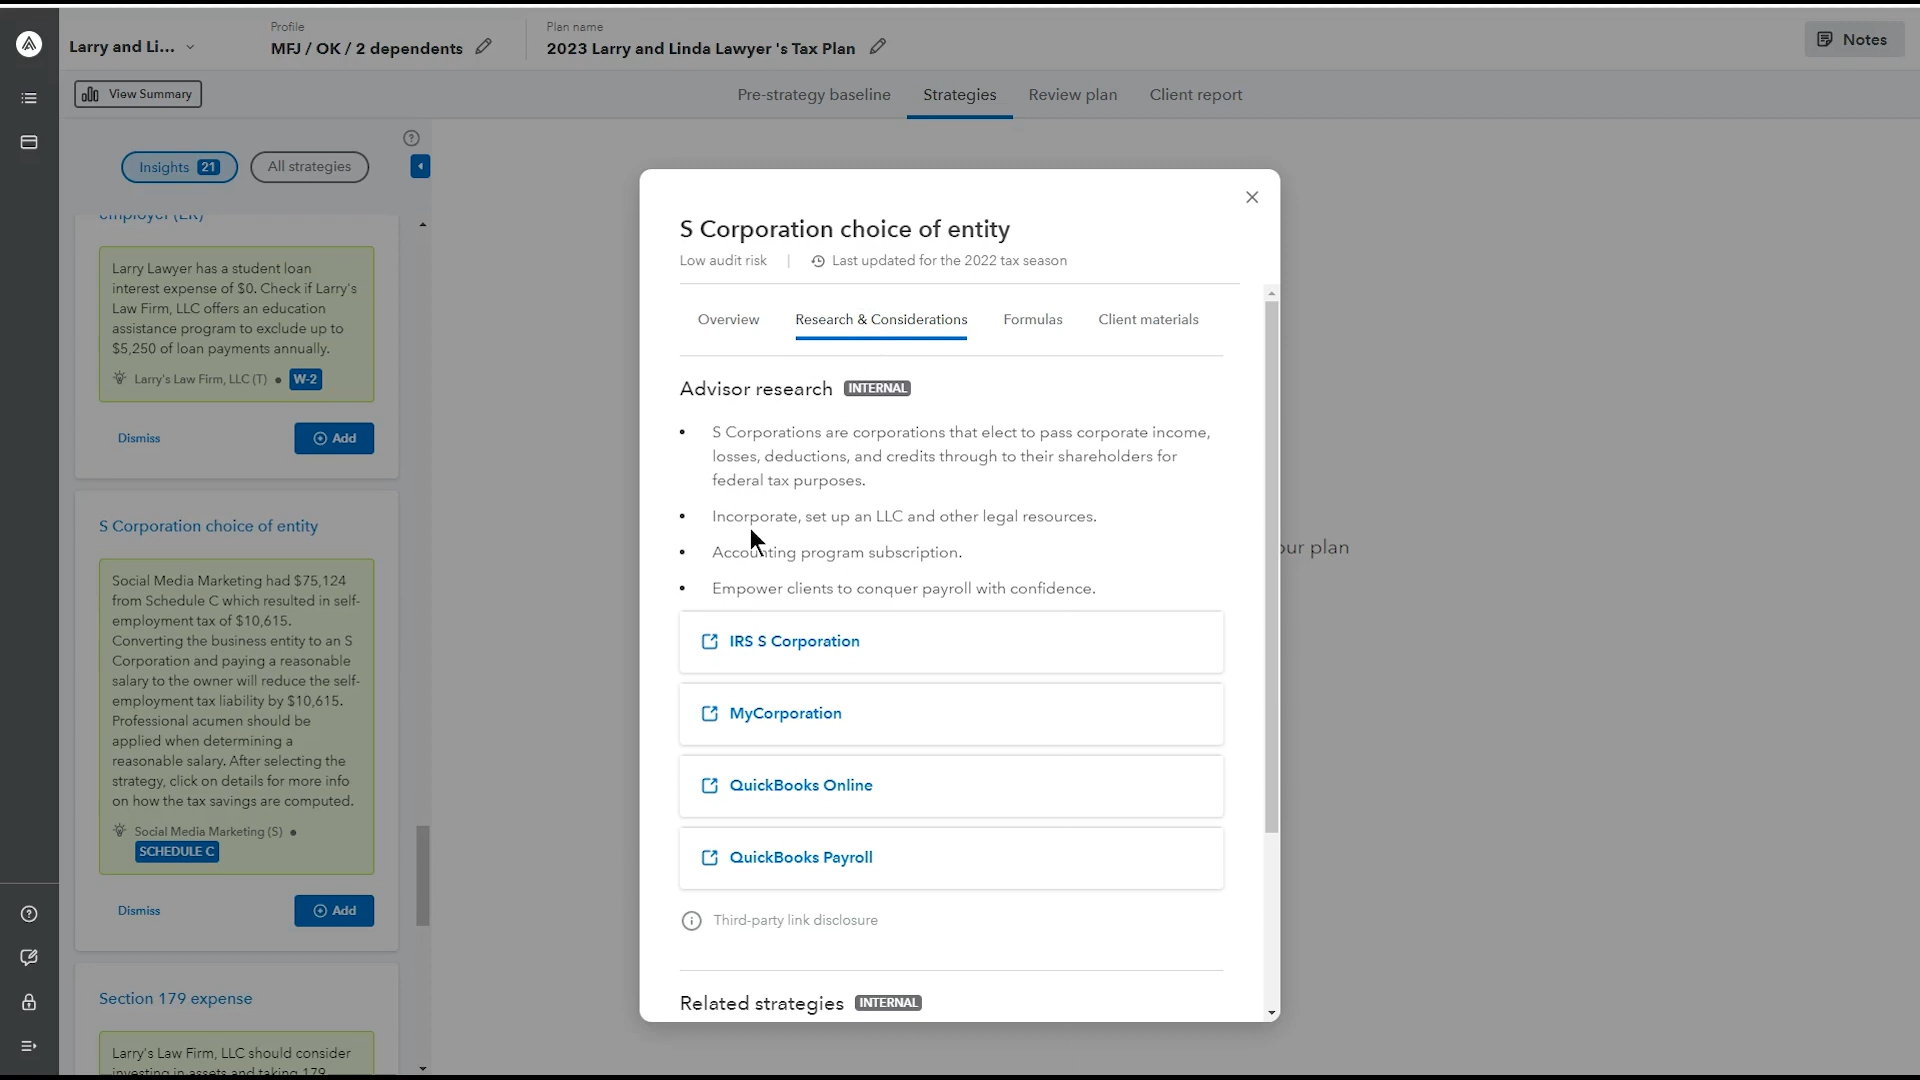 Larry and Li...
Profile
MFJ / OK / 2 dependents
Plan name
2023 Larry and Linda Lawyer 's Tax Plan
Notes
View Summary
Pre-strategy baseline
Strategies
Review plan
Client report
Insights 21
All strategies
employer (ER)
Larry Lawyer has a student loan
interest expense of $0. Check if Larry's
Law Firm, LLC offers an education
assistance program to exclude up to
$5,250 of loan payments annually.
Larry's Law Firm, LLC (T) • W-2
Dismiss
Add
S Corporation choice of entity
Social Media Marketing had $75,124
from Schedule C which resulted in self-
employment tax of $10,615.
Converting the business entity to an S
Corporation and paying a reasonable
salary to the owner will reduce the self-
employment tax liability by $10,615.
Professional acumen should be
applied when determining a
reasonable salary. After selecting the
strategy, click on details for more info
on how the tax savings are computed.
Social Media Marketing (S) •
SCHEDULE C
Dismiss
Add
Section 179 expense
Larry's Law Firm, LLC should consider
investing in assets and taking 179
S Corporation choice of entity
Low audit risk | Last updated for the 2022 tax season
Overview
Research & Considerations
Formulas
Client materials
Advisor research INTERNAL
• S Corporations are corporations that elect to pass corporate income,
losses, deductions, and credits through to their shareholders for
federal tax purposes.
• Incorporate, set up an LLC and other legal resources.
• Accounting program subscription.
• Empower clients to conquer payroll with confidence.
IRS S Corporation
MyCorporation
QuickBooks Online
QuickBooks Payroll
Third-party link disclosure
Related strategies INTERNAL
our plan